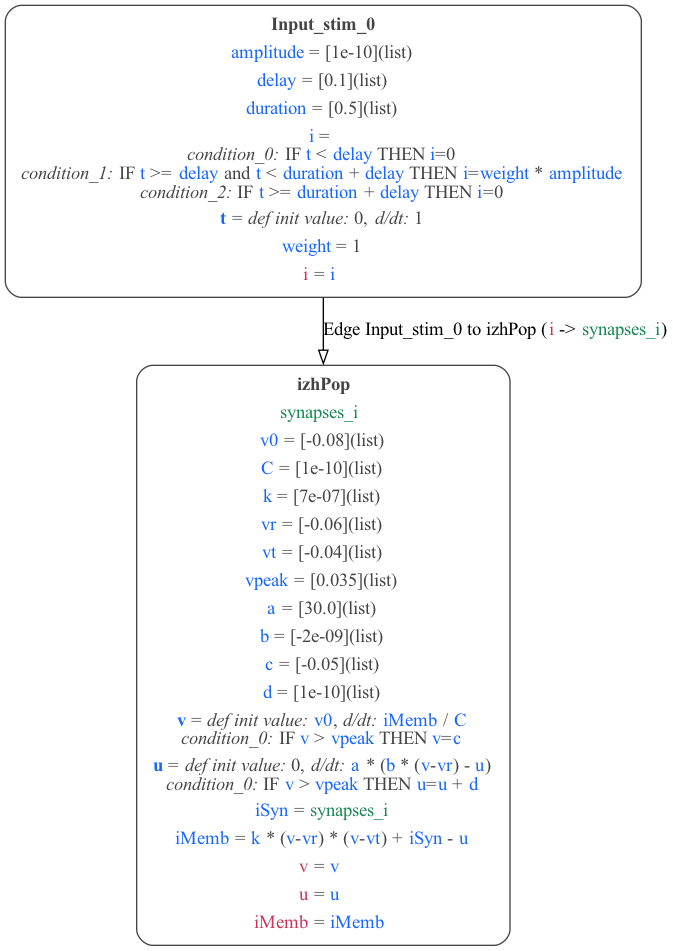 Input_stim_0
amplitude = [1e-10](list)
delay = [0.1](list)
duration = [0.5](list)
i =
condition_0: IF t < delay THEN i=0
condition_1: IF t >= delay and t < duration + delay THEN i=weight * amplitude
condition_2: IF t >= duration + delay THEN i=0
t = def init value: 0, d/dt: 1
weight = 1
i = i
Edge Input_stim_0 to izhPop (i -> synapses_i)
izhPop
synapses_i
v0 = [-0.08](list)
C = [1e-10](list)
k = [7e-07](list)
vr = [-0.06](list)
vt = [-0.04](list)
vpeak = [0.035](list)
a = [30.0](list)
b = [-2e-09](list)
c = [-0.05](list)
d = [1e-10](list)
v = def init value: v0, d/dt: iMemb / C
condition_0: IF v > vpeak THEN v=c
u = def init value: 0, d/dt: a * (b * (v-vr) - u)
condition_0: IF v > vpeak THEN u=u + d
iSyn = synapses_i
iMemb = k * (v-vr) * (v-vt) + iSyn - u
v = v
u = u
iMemb = iMemb